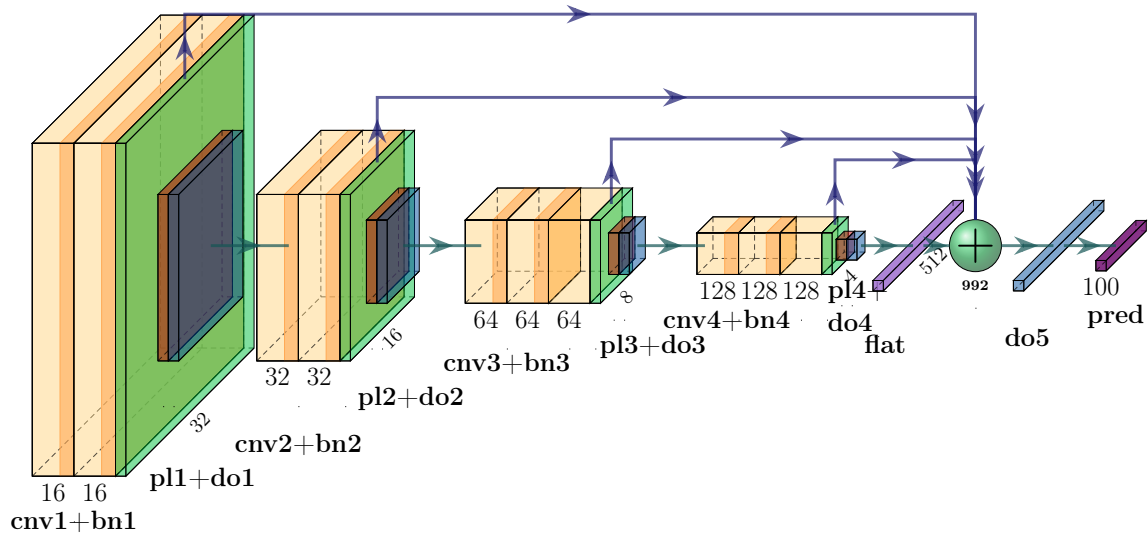 16 16
cnv1+bn1
32
pl1+do1
32 32
cnv2+bn2
16
pl2+do2
64 64 64
cnv3+bn3
8
pl3+do3
128 128 128
cnv4+bn4
4
pl4+
do4
512
flat
992
do5
100
pred